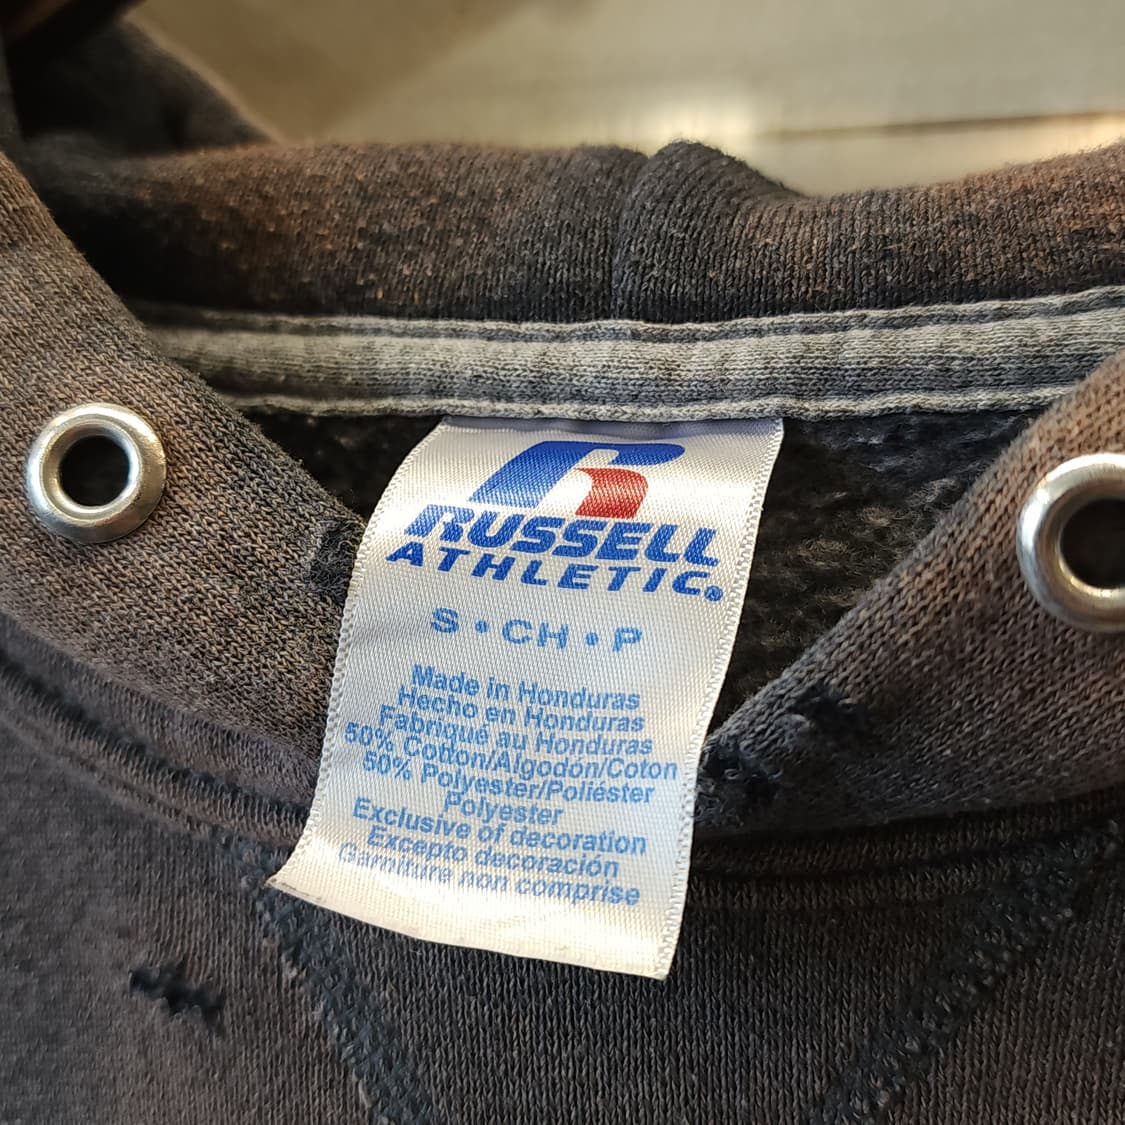 R
RUSSELL
ATHLETIC®
S • CH • P
Made in Honduras
Hecho en Honduras
Fabriqué au Honduras
50% Cotton/Algodón/Coton
50% Polyester/Poliéster
Polyester
Exclusive of decoration
Excepto decoración
Garniture non comprise